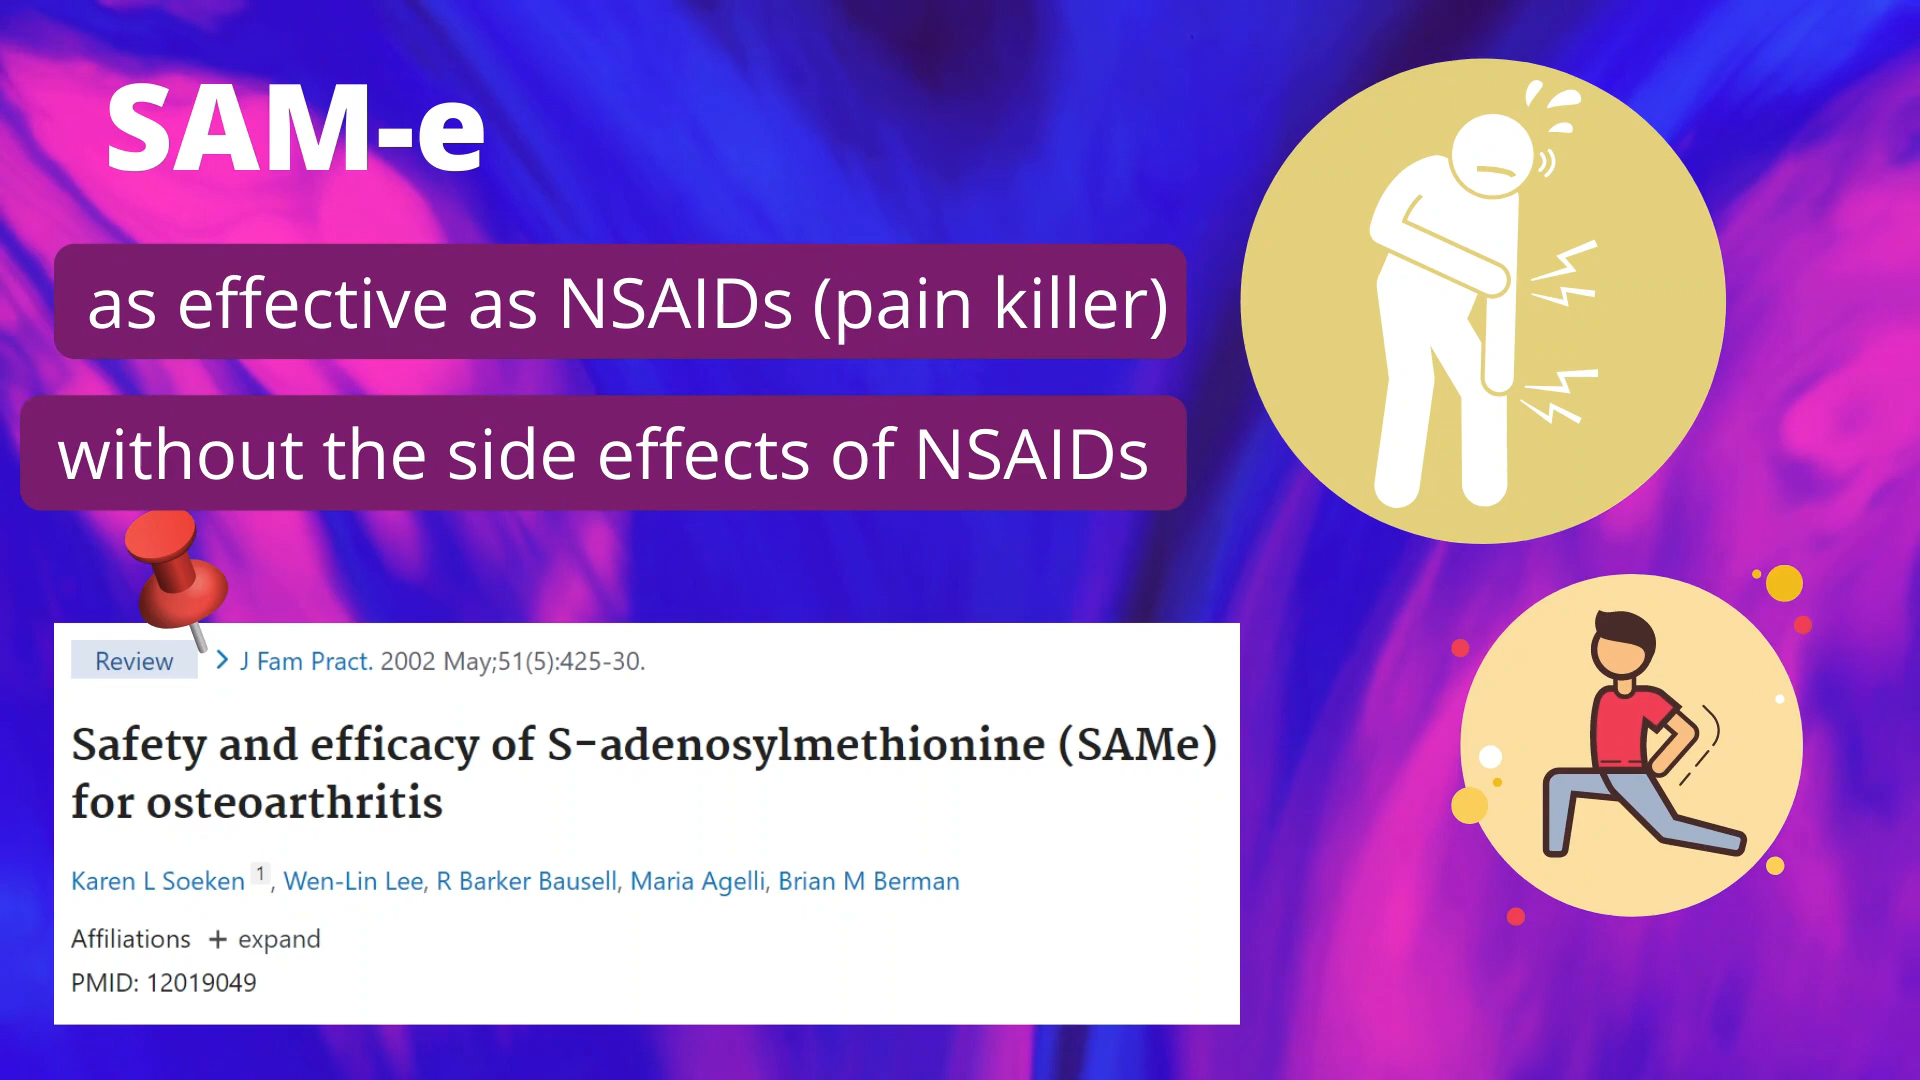 SAM-e
as effective as NSAIDs (pain killer)
without the side effects of NSAIDs
Review > J Fam Pract. 2002 May;51(5):425-30.
Safety and efficacy of S-adenosylmethionine (SAMe)
for osteoarthritis
Karen L Soeken 1, Wen-Lin Lee, R Barker Bausell, Maria Agelli, Brian M Berman
Affiliations + expand
PMID: 12019049